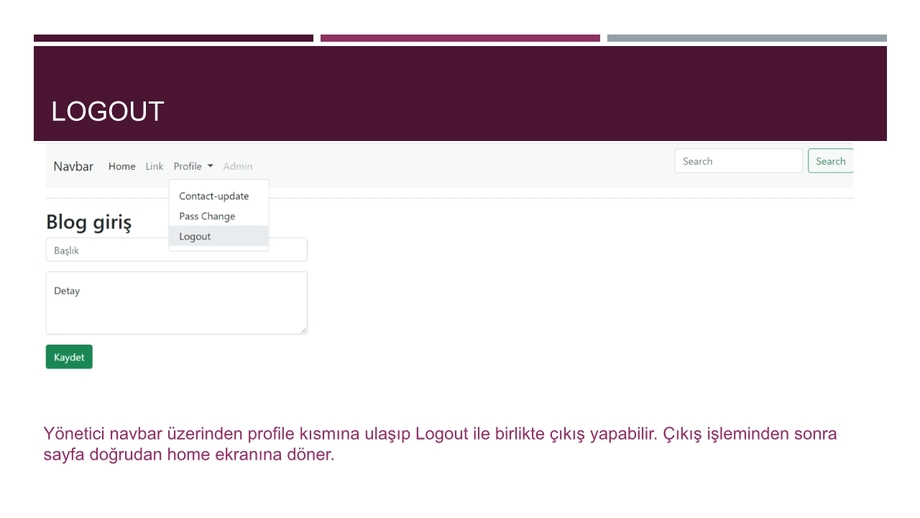 LOGOUT
Navbar Home Link Profile Admin Search Search
Contact-update
Pass Change
Logout
Blog giriş
Başlık
Detay
Kaydet
Yönetici navbar üzerinden profile kısmına ulaşıp Logout ile birlikte çıkış yapabilir. Çıkış işleminden sonra
sayfa doğrudan home ekranına döner.